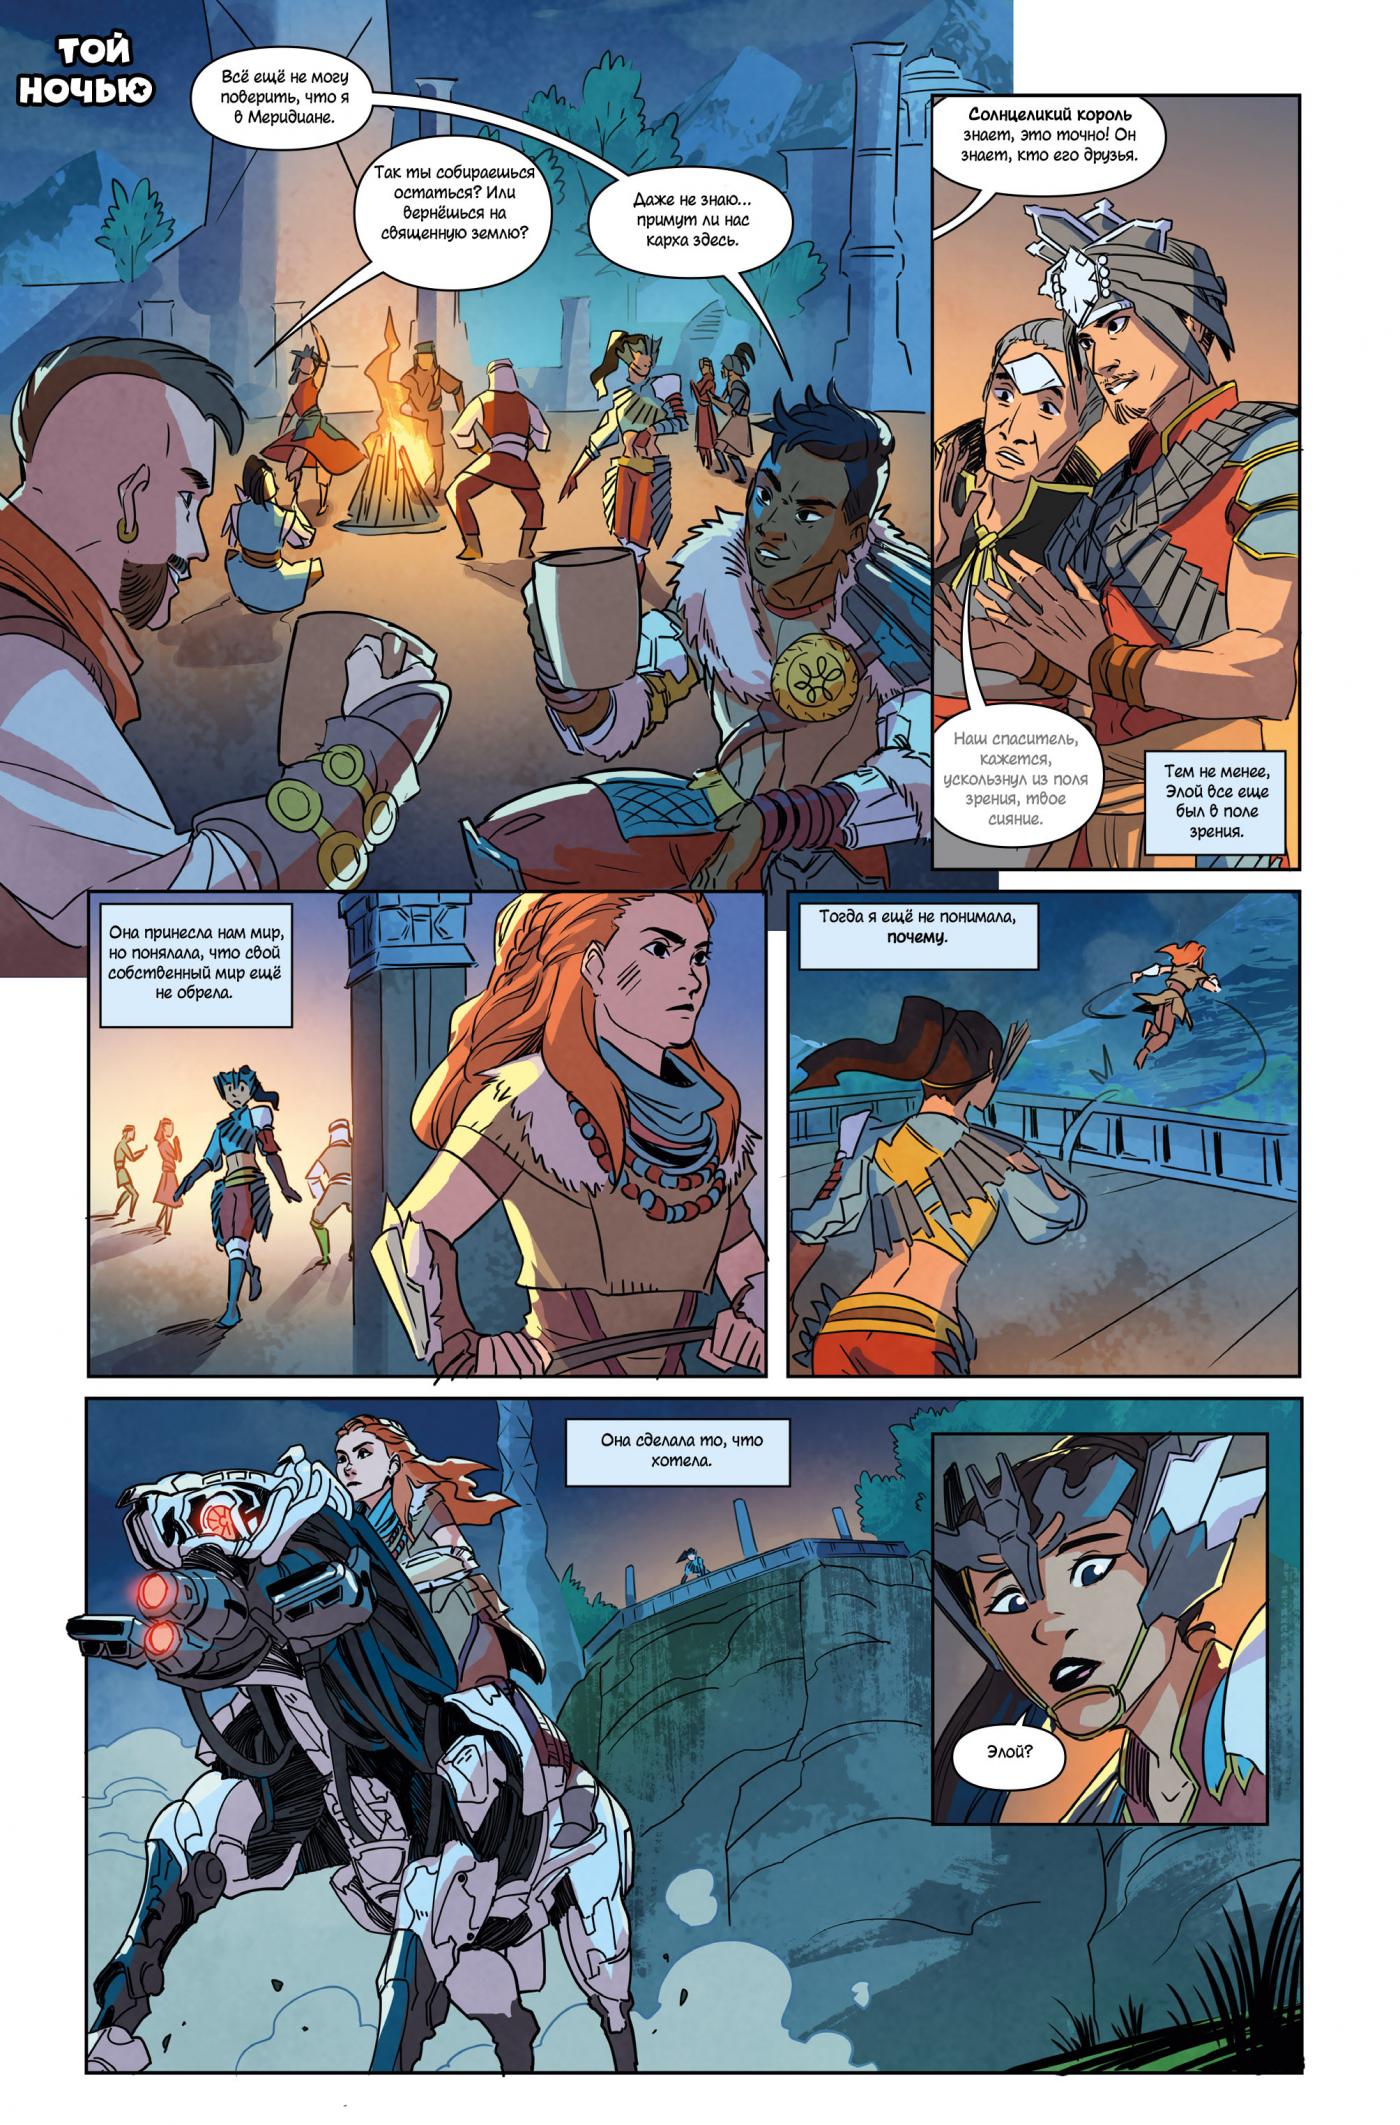 ТОЙ
НОЧЬЮ
Всё ещё не могу
поверить, что я
в Меридиане.
Так ты собираешься
остаться? Или
вернёшься на
священную землю?
Даже не знаю...
примут ли нас
карха здесь.
Солнцеликий король
знает, это точно! Он
знает, кто его друзья.
Наш спаситель,
кажется,
ускользнул из поля
зрения, твое
сияние.
Тем не менее,
Элой все еще
был в поле
зрения.
Она принесла нам мир,
но понялала, что свой
собственный мир ещё
не обрела.
Тогда я ещё не понимала,
почему.
Она сделала то, что
хотела.
Элой?